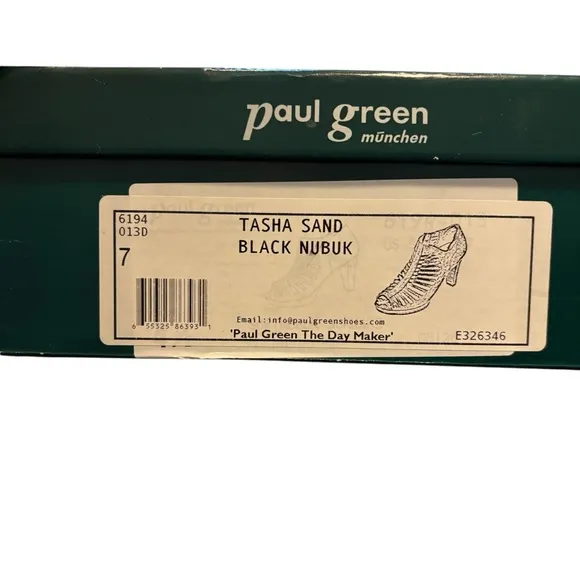 paul green
münchen
6194
013D
7
TASHA SAND
BLACK NUBUK
6 55325 86393 1
Email:info@paulgreenshoes.com
'Paul Green The Day Maker'
E326346